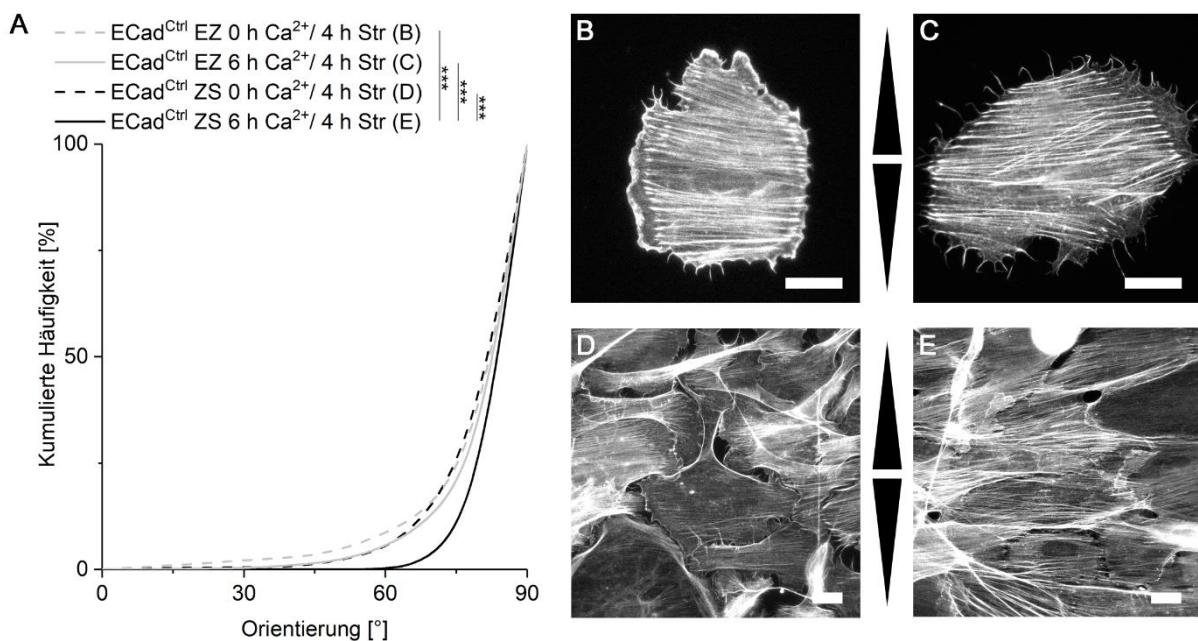 A
ECad^Ctrl EZ 0 h Ca²⁺/ 4 h Str (B)
ECad^Ctrl EZ 6 h Ca²⁺/ 4 h Str (C)
ECad^Ctrl ZS 0 h Ca²⁺/ 4 h Str (D)
ECad^Ctrl ZS 6 h Ca²⁺/ 4 h Str (E)
***
***
***
100
50
0
0
30
60
90
Kumulierte Häufigkeit [%]
Orientierung [°]
B
C
D
E